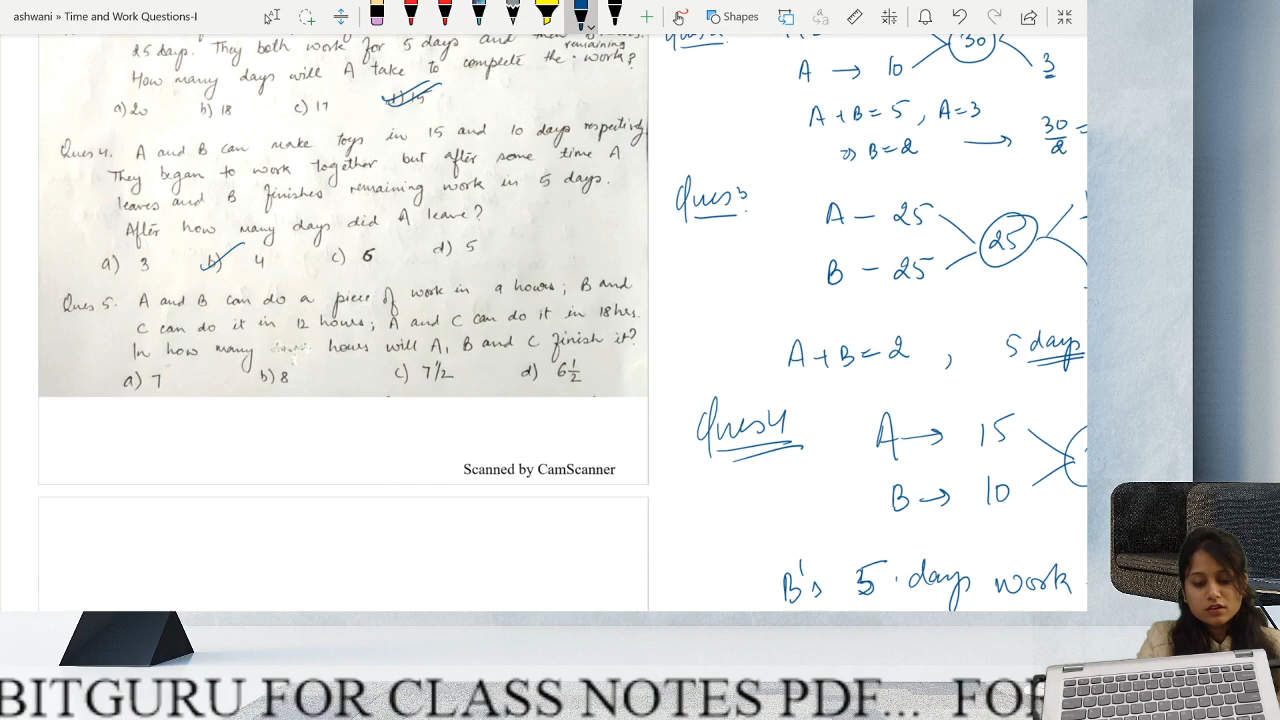 ashwani » Time and Work Questions-I
Shapes
25 days. They both work for 5 days and then
remaining
How many days will A take to complete the work?
a) 20 b) 18 c) 17 d) 15
Ques 4. A and B can make toys in 15 and 10 days respectively
They began to work together but after some time A
leaves and B finishes remaining work in 5 days.
After how many days did A leave?
a) 3 b) 4 c) 6 d) 5
Ques 5. A and B can do a piece of work in 9 hours; B and
C can do it in 12 hours; A and C can do it in 18 hrs.
In how many hours will A, B and C finish it?
a) 7 b) 8 c) 7 1/2 d) 6 1/2
Scanned by CamScanner
30
A → 10
3
A + B = 5 , A = 3
⇒ B = 2 → 30/2 =
Ques 3
A – 25
25
B – 25
A + B = 2 , 5 days
Ques 4
A → 15
B → 10
B's 5 days work
BITGURU FOR CLASS NOTES PDF... FOR